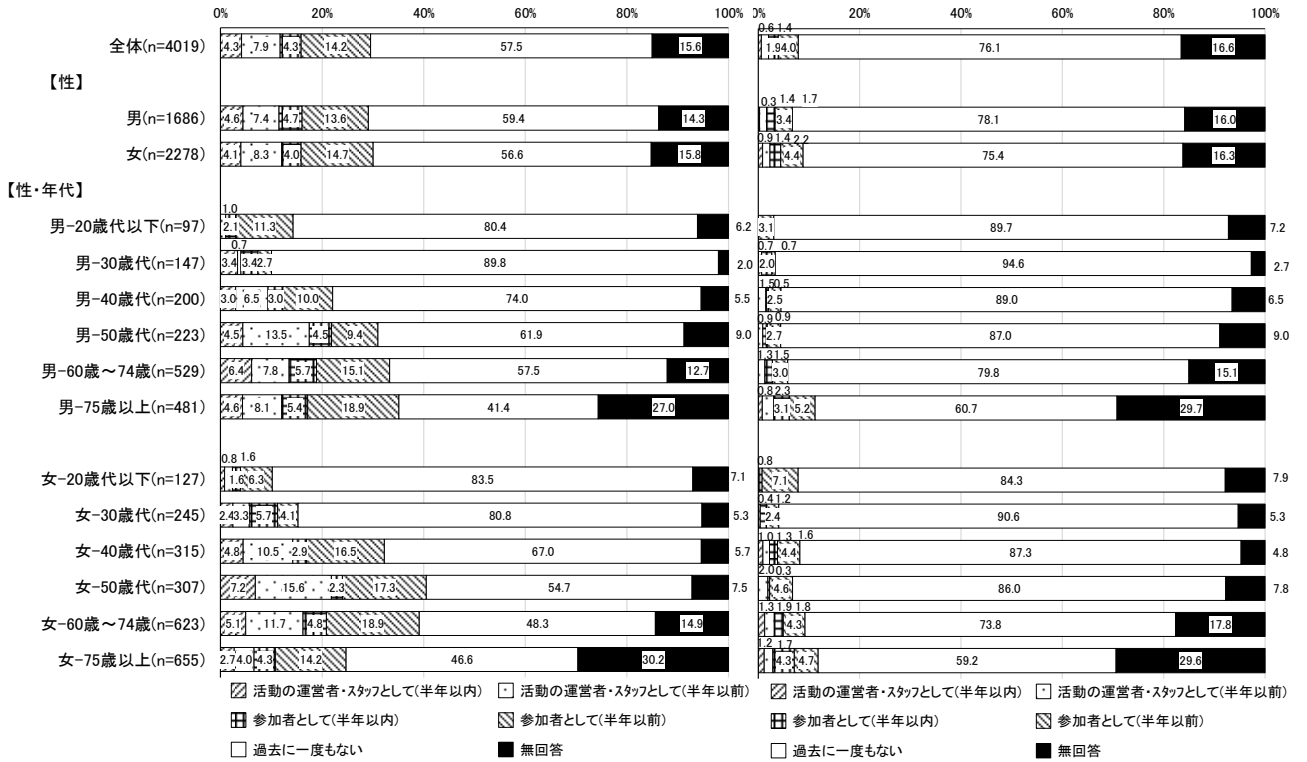 0% 20% 40% 60% 80% 100% 0% 20% 40% 60% 80% 100%
0.6 1.4
全体(n=4019) 4.3 7.9 4.3 14.2 57.5 15.6 1.9 4.0 76.1 16.6
【性】
0.3 1.4 1.7
男(n=1686) 4.6 7.4 4.7 13.6 59.4 14.3 3.4 78.1 16.0
0.9 1.4 2.2
女(n=2278) 4.1 8.3 4.0 14.7 56.6 15.8 4.4 75.4 16.3
【性・年代】
1.0
男-20歳代以下(n=97) 2.1 11.3 80.4 6.2 3.1 89.7 7.2
0.7 0.7 0.7
男-30歳代(n=147) 3.4 3.4 2.7 89.8 2.0 2.0 94.6 2.7
1.5 0.5
男-40歳代(n=200) 3.0 6.5 3.0 10.0 74.0 5.5 2.5 89.0 6.5
0.9 0.9
男-50歳代(n=223) 4.5 13.5 4.5 9.4 61.9 9.0 2.7 87.0 9.0
1.3 1.5
男-60歳～74歳(n=529) 6.4 7.8 5.7 15.1 57.5 12.7 3.0 79.8 15.1
0.8 2.3
男-75歳以上(n=481) 4.6 8.1 5.4 18.9 41.4 27.0 3.1 5.2 60.7 29.7
0.8 1.6 0.8
女-20歳代以下(n=127) 1.6 6.3 83.5 7.1 7.1 84.3 7.9
0.4 1.2
女-30歳代(n=245) 2.4 3.3 5.7 4.1 80.8 5.3 2.4 90.6 5.3
1.0 1.3 1.6
女-40歳代(n=315) 4.8 10.5 2.9 16.5 67.0 5.7 4.4 87.3 4.8
2.0 0.3
女-50歳代(n=307) 7.2 15.6 2.3 17.3 54.7 7.5 4.6 86.0 7.8
1.3 1.9 1.8
女-60歳～74歳(n=623) 5.1 11.7 4.8 18.9 48.3 14.9 4.3 73.8 17.8
1.2 1.7
女-75歳以上(n=655) 2.7 4.0 4.3 14.2 46.6 30.2 4.3 4.7 59.2 29.6
活動の運営者・スタッフとして(半年以内) 活動の運営者・スタッフとして(半年以前) 活動の運営者・スタッフとして(半年以内) 活動の運営者・スタッフとして(半年以前)
参加者として(半年以内) 参加者として(半年以前) 参加者として(半年以内) 参加者として(半年以前)
過去に一度もない 無回答 過去に一度もない 無回答